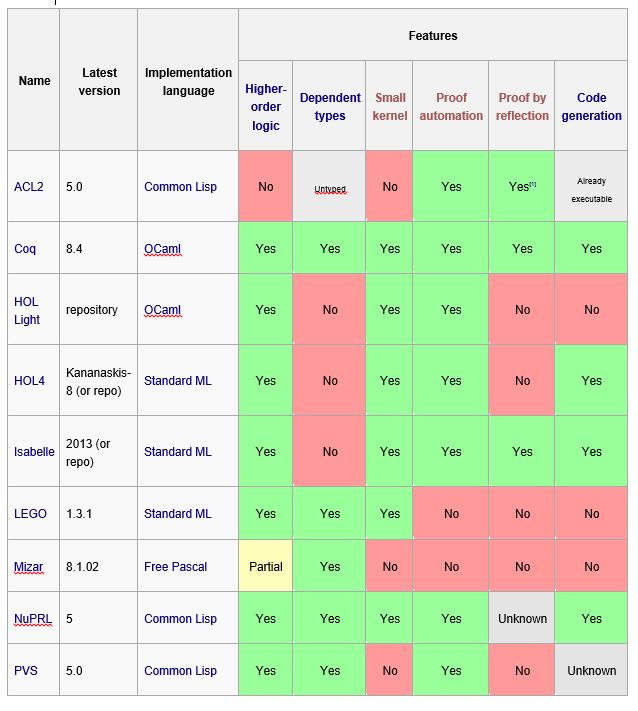 Features
Name
Latest
version
Implementation
language
Higher-
order
logic
Dependent
types
Small
kernel
Proof
automation
Proof by
reflection
Code
generation
ACL2 5.0 Common Lisp No Untyped No Yes Yes[1] Already
executable
Coq 8.4 OCaml Yes Yes Yes Yes Yes Yes
HOL
Light repository OCaml Yes No Yes Yes No No
HOL4 Kananaskis-
8 (or repo) Standard ML Yes No Yes Yes No Yes
Isabelle 2013 (or
repo) Standard ML Yes No Yes Yes Yes Yes
LEGO 1.3.1 Standard ML Yes Yes Yes No No No
Mizar 8.1.02 Free Pascal Partial Yes No No No No
NuPRL 5 Common Lisp Yes Yes Yes Yes Unknown Yes
PVS 5.0 Common Lisp Yes Yes No Yes No Unknown